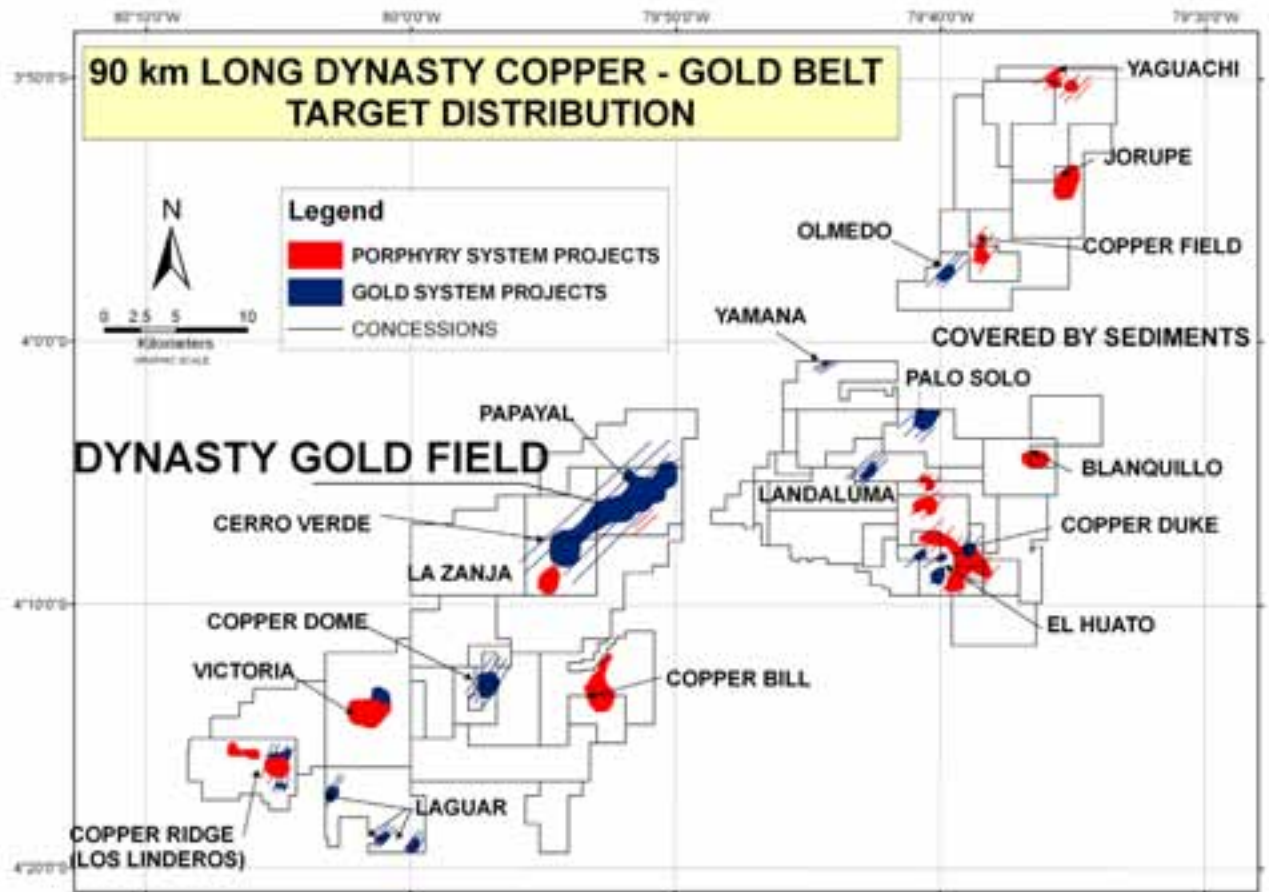 80°10'0"W 80°0'0"W 79°50'0"W 79°40'0"W 79°30'0"W
3°50'0"S
90 km LONG DYNASTY COPPER - GOLD BELT
TARGET DISTRIBUTION
YAGUACHI
JORUPE
N
Legend
PORPHYRY SYSTEM PROJECTS
GOLD SYSTEM PROJECTS
CONCESSIONS
OLMEDO
COPPER FIELD
0 2.5 5 10
Kilometers
GRAPHIC SCALE
YAMANA
4°0'0"S
COVERED BY SEDIMENTS
PALO SOLO
PAPAYAL
DYNASTY GOLD FIELD
BLANQUILLO
LANDALUMA
CERRO VERDE
COPPER DUKE
LA ZANJA
4°10'0"S
COPPER DOME
EL HUATO
VICTORIA
COPPER BILL
LAGUAR
COPPER RIDGE
(LOS LINDEROS)
4°20'0"S